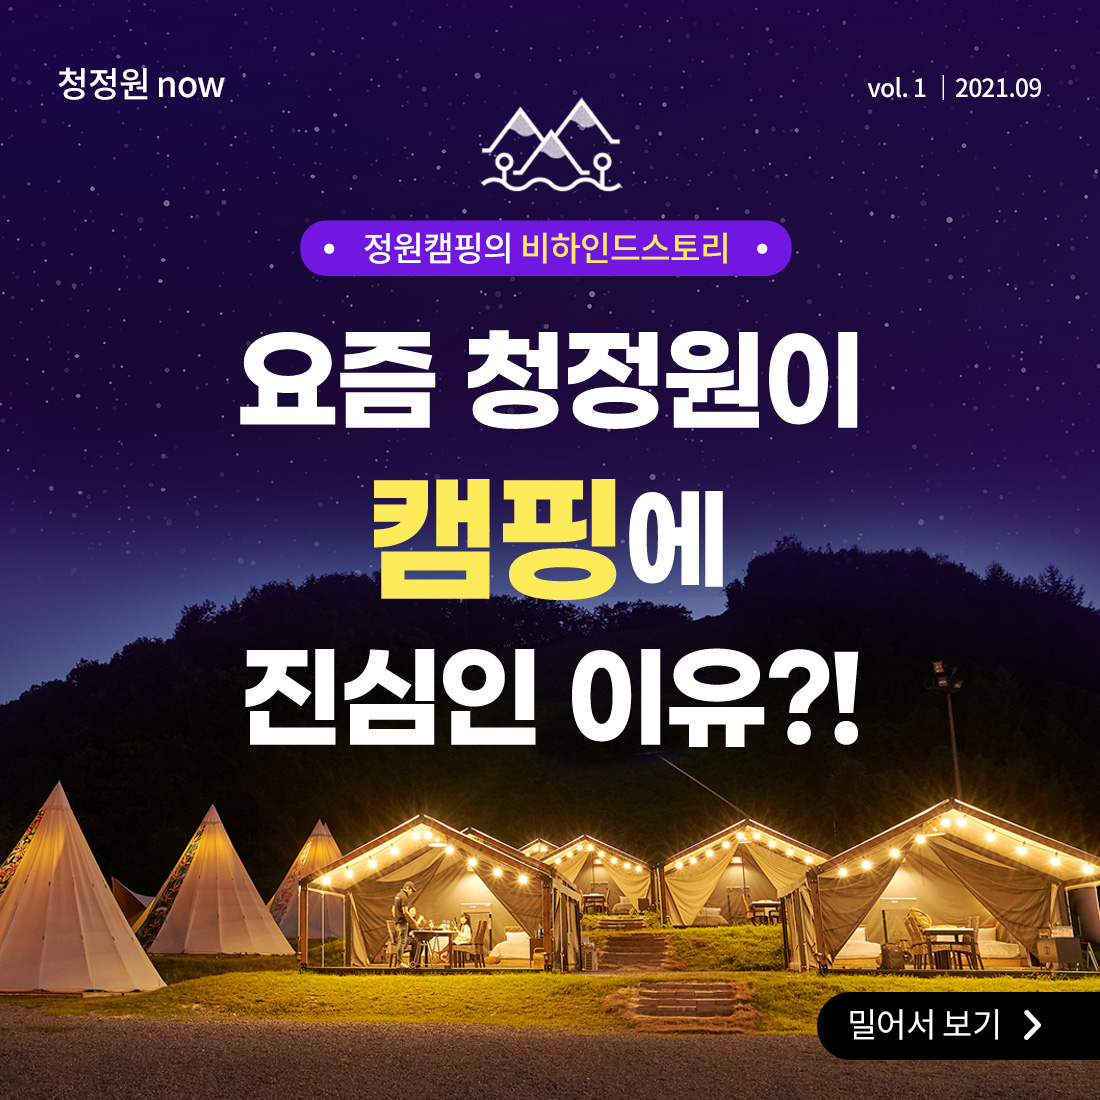 청정원 now
vol. 1 | 2021.09
• 정원캠핑의 비하인드스토리 •
요즘 청정원이
캠핑에
진심인 이유?!
밀어서 보기 >